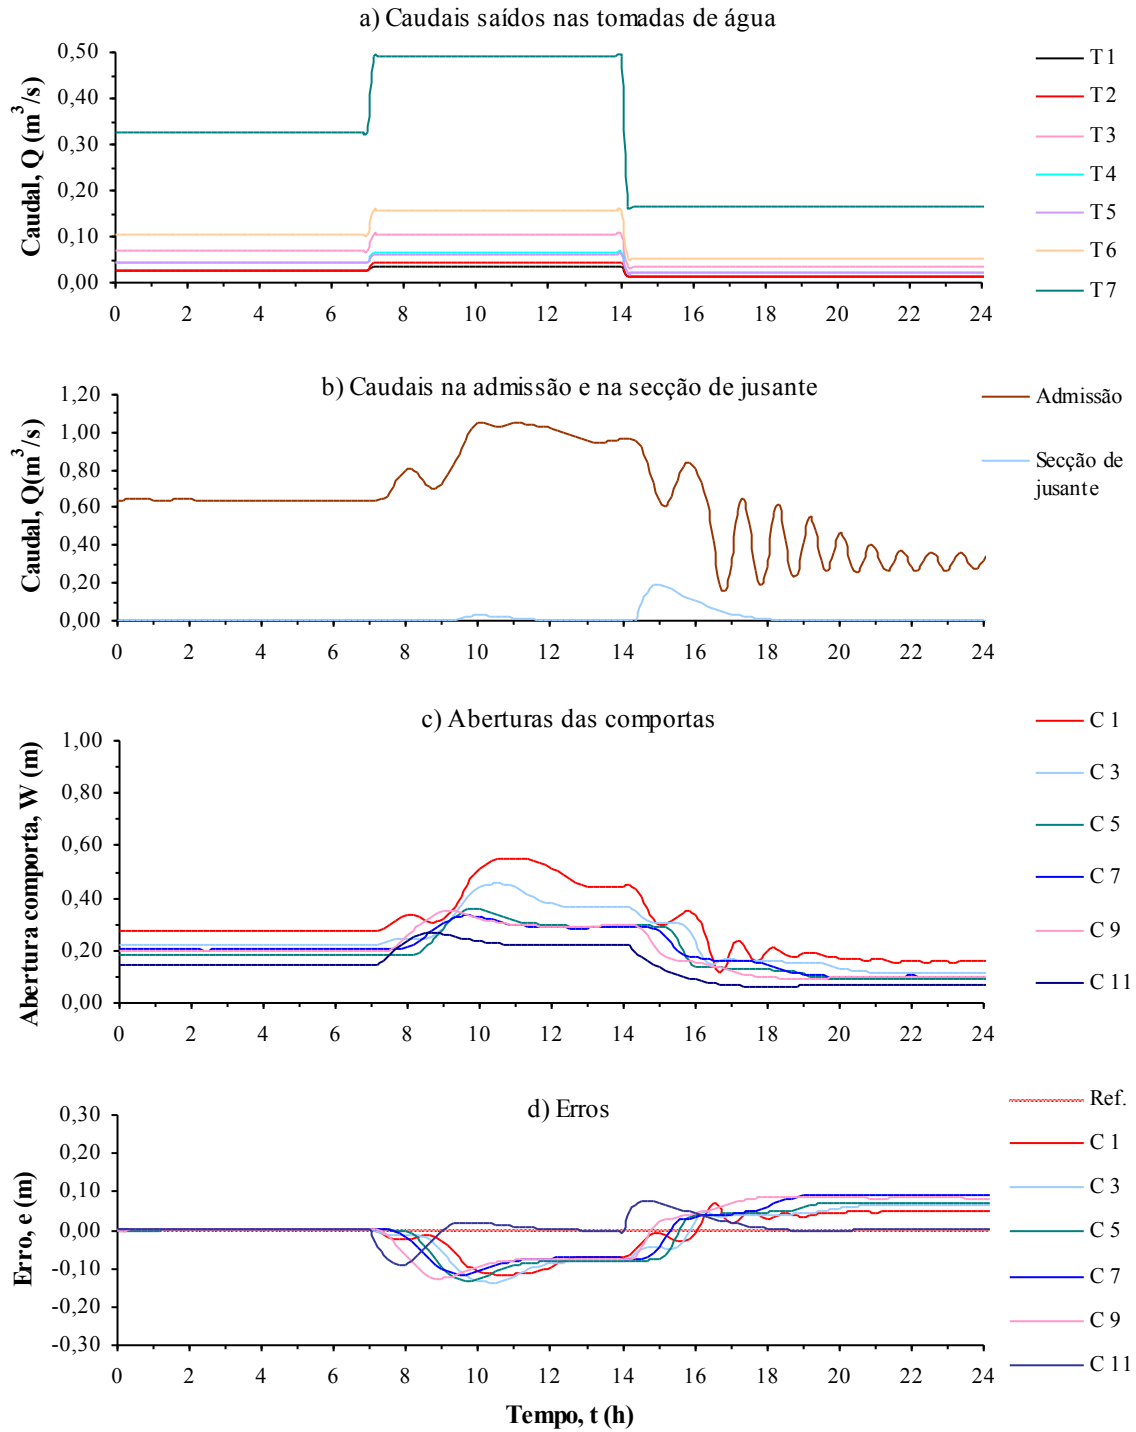 a) Caudais saídos nas tomadas de água
Caudal, Q (m³/s)
0,50
0,40
0,30
0,20
0,10
0,00
0 2 4 6 8 10 12 14 16 18 20 22 24
T1
T2
T3
T4
T5
T6
T7
b) Caudais na admissão e na secção de jusante
Caudal, Q(m³/s)
1,20
1,00
0,80
0,60
0,40
0,20
0,00
0 2 4 6 8 10 12 14 16 18 20 22 24
Admissão
Secção de
jusante
c) Aberturas das comportas
Abertura comporta, W (m)
1,00
0,80
0,60
0,40
0,20
0,00
0 2 4 6 8 10 12 14 16 18 20 22 24
C 1
C 3
C 5
C 7
C 9
C 11
d) Erros
Erro, e (m)
0,30
0,20
0,10
0,00
-0,10
-0,20
-0,30
0 2 4 6 8 10 12 14 16 18 20 22 24
Ref.
C 1
C 3
C 5
C 7
C 9
C 11
Tempo, t (h)